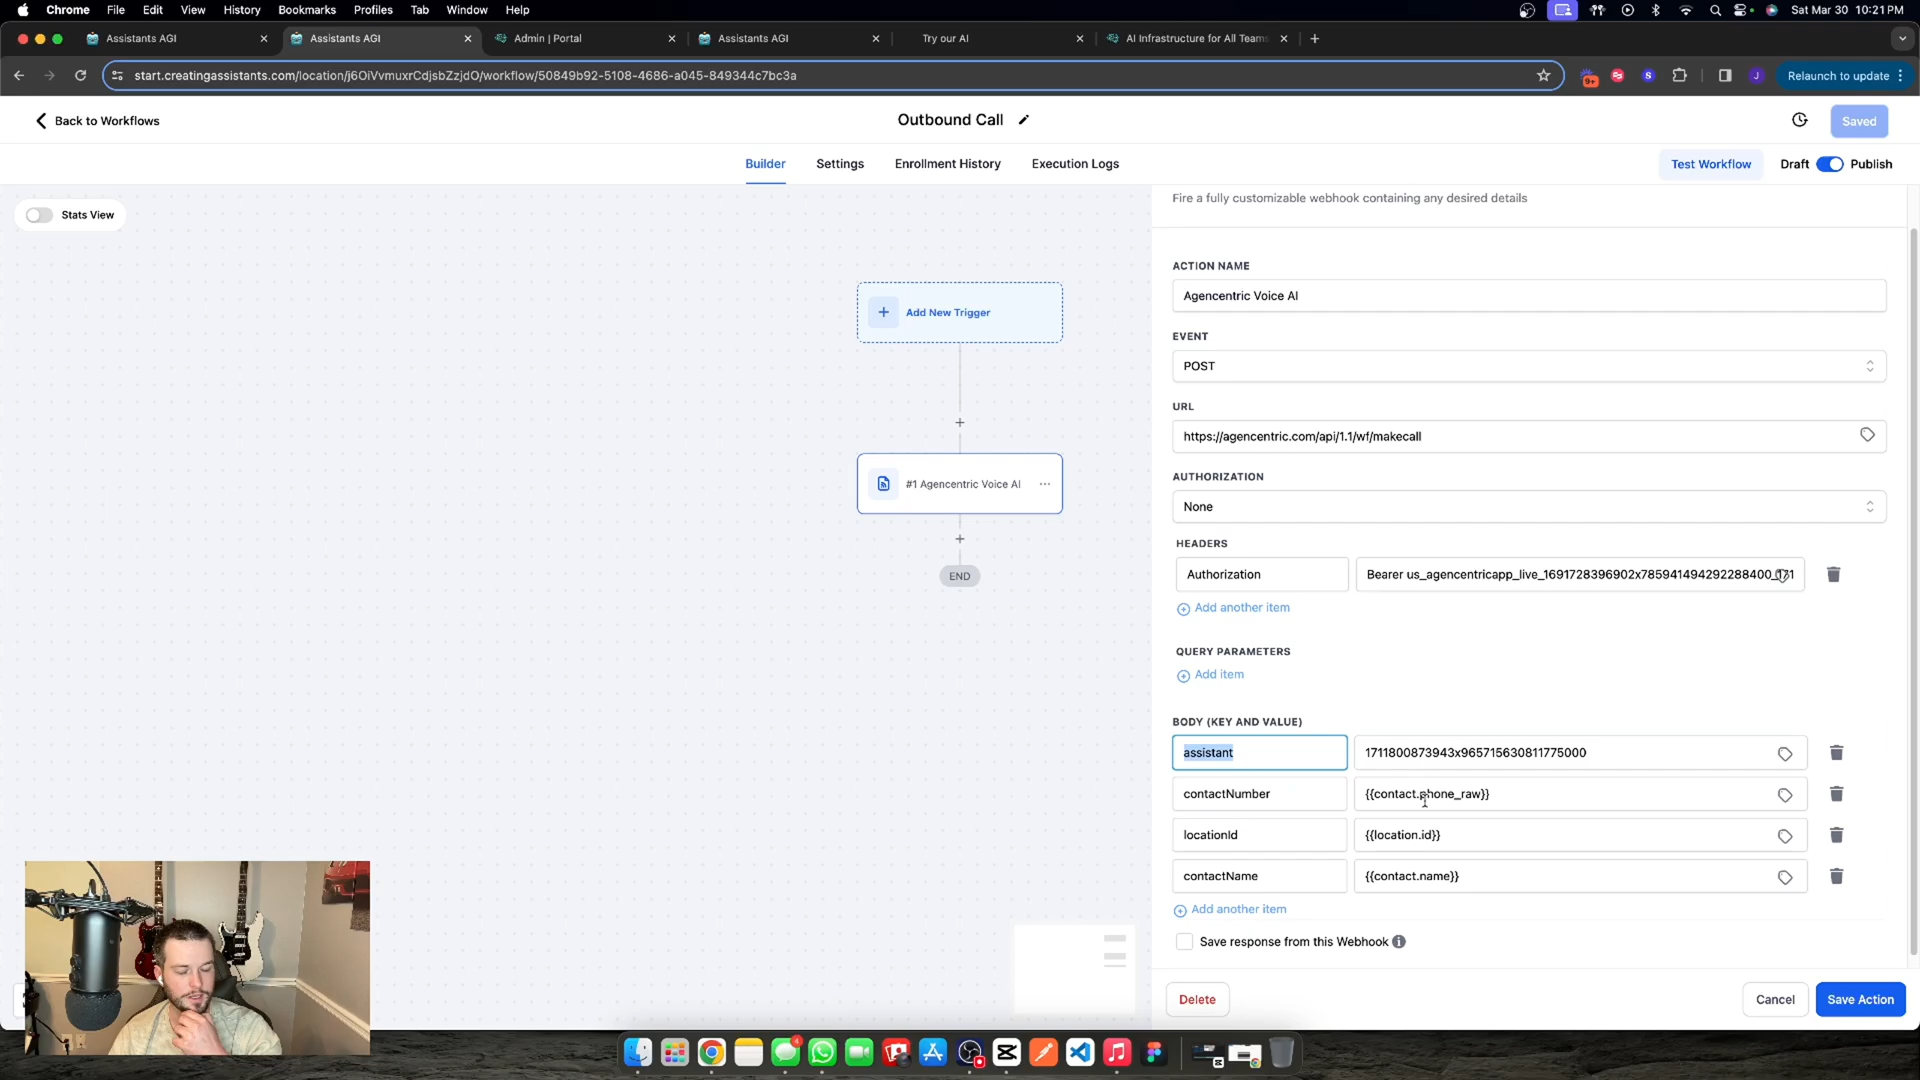 Chrome File Edit View History Bookmarks Profiles Tab Window Help Sat Mar 30 10:21 PM
Assistants AGI Assistants AGI Admin | Portal Assistants AGI Try our AI AI Infrastructure for All Teams
start.creatingassistants.com/location/j6OiVvmuxrCdjsbZzjdO/workflow/50849b92-5108-4686-a045-849344c7bc3a 9+ S J Relaunch to update
Back to Workflows Outbound Call Saved
Builder Settings Enrollment History Execution Logs Test Workflow Draft Publish
Stats View
Fire a fully customizable webhook containing any desired details
ACTION NAME
Agencentric Voice AI
EVENT
POST
URL
https://agencentric.com/api/1.1/wf/makecall
AUTHORIZATION
None
HEADERS
Authorization Bearer us_agencentricapp_live_1691728396902x785941494292288400_171
Add another item
QUERY PARAMETERS
Add item
BODY (KEY AND VALUE)
assistant 1711800873943x965715630811775000
contactNumber {{contact.phone_raw}}
locationId {{location.id}}
contactName {{contact.name}}
Add another item
Save response from this Webhook
Delete Cancel Save Action
Add New Trigger
#1 Agencentric Voice AI
END
4